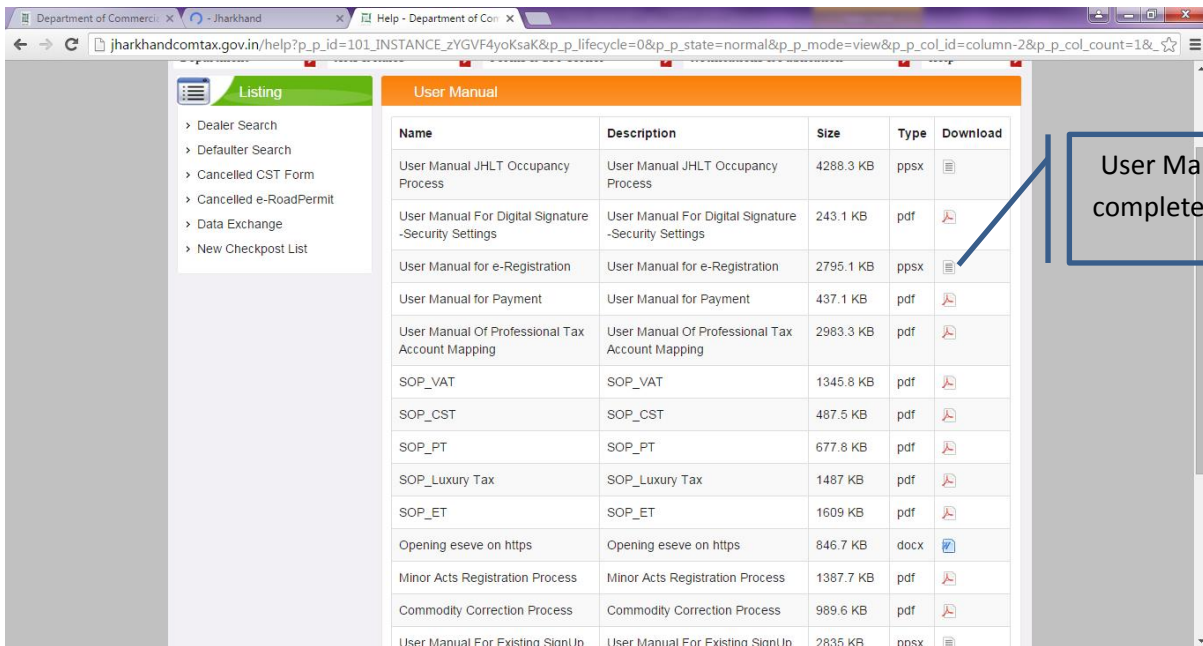 Department of Commercia
- Jharkhand
Help - Department of Com
jharkhandcomtax.gov.in/help?p_p_id=101_INSTANCE_zYGVF4yoKsaK&p_p_lifecycle=0&p_p_state=normal&p_p_mode=view&p_p_col_id=column-2&p_p_col_count=1&_
Listing
Dealer Search
Defaulter Search
Cancelled CST Form
Cancelled e-RoadPermit
Data Exchange
New Checkpost List
User Manual
Name Description Size Type Download
User Manual JHLT Occupancy Process User Manual JHLT Occupancy Process 4288.3 KB ppsx
User Manual For Digital Signature -Security Settings User Manual For Digital Signature -Security Settings 243.1 KB pdf
User Manual for e-Registration User Manual for e-Registration 2795.1 KB ppsx
User Manual for Payment User Manual for Payment 437.1 KB pdf
User Manual Of Professional Tax Account Mapping User Manual Of Professional Tax Account Mapping 2983.3 KB pdf
SOP_VAT SOP_VAT 1345.8 KB pdf
SOP_CST SOP_CST 487.5 KB pdf
SOP_PT SOP_PT 677.8 KB pdf
SOP_Luxury Tax SOP_Luxury Tax 1487 KB pdf
SOP_ET SOP_ET 1609 KB pdf
Opening eseve on https Opening eseve on https 846.7 KB docx
Minor Acts Registration Process Minor Acts Registration Process 1387.7 KB pdf
Commodity Correction Process Commodity Correction Process 989.6 KB pdf
User Manual For Existing SignUp User Manual For Existing SignUp 2835 KB ppsx
User Ma
complete